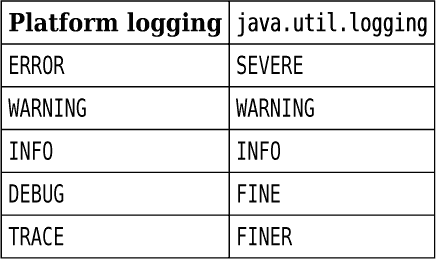 Platform logging java.util.logging
ERROR SEVERE
WARNING WARNING
INFO INFO
DEBUG FINE
TRACE FINER